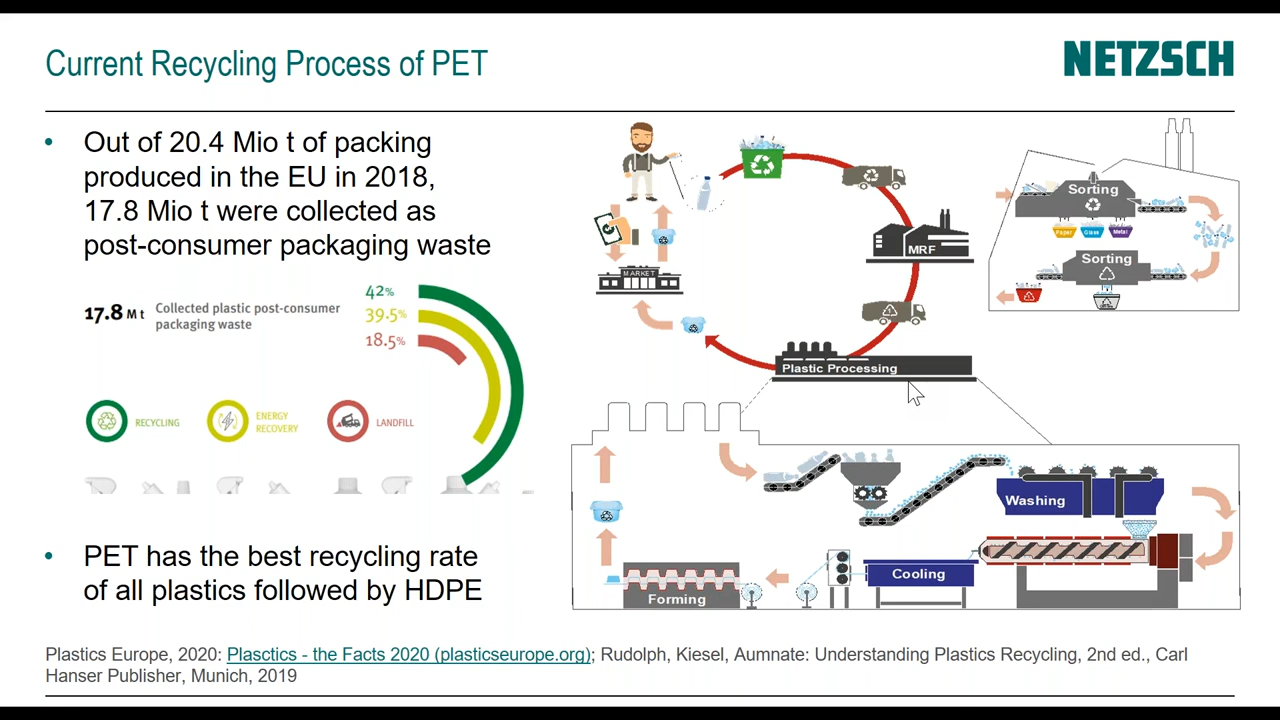 Current Recycling Process of PET
NETZSCH
• Out of 20.4 Mio t of packing
produced in the EU in 2018,
17.8 Mio t were collected as
post-consumer packaging waste
17.8 M t
Collected plastic post-consumer
packaging waste
42%
39.5%
18.5%
RECYCLING
ENERGY
RECOVERY
LANDFILL
• PET has the best recycling rate
of all plastics followed by HDPE
MRF
MARKET
Plastic Processing
Sorting
Paper
Glass
Metal
Sorting
Washing
Cooling
Forming
Plastics Europe, 2020: Plasctics - the Facts 2020 (plasticseurope.org); Rudolph, Kiesel, Aumnate: Understanding Plastics Recycling, 2nd ed., Carl
Hanser Publisher, Munich, 2019